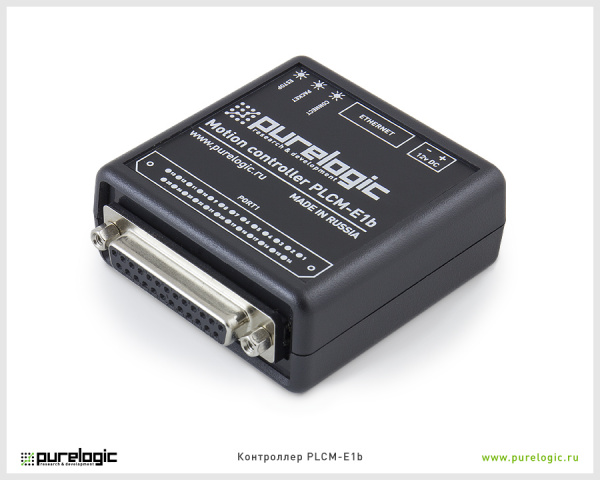 ESTOP
PACKET
CONNECT
ETHERNET
- +
12v DC
purelogic
research & development
Motion controller PLCM-E1b
www.purelogic.ru
MADE IN RUSSIA
PORT1
purelogic
research & development
Контроллер PLCM-E1b
www.purelogic.ru